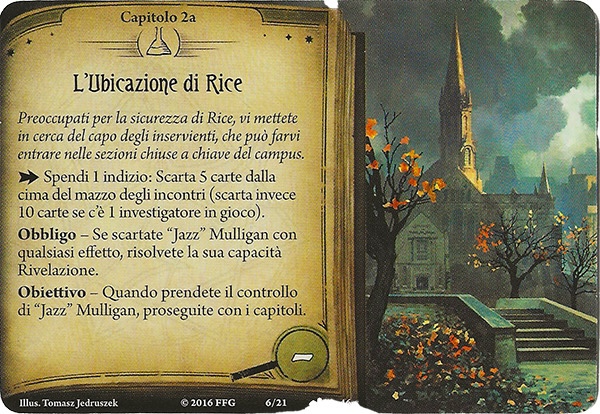 Capitolo 2a
L'Ubicazione di Rice
Preoccupati per la sicurezza di Rice, vi mettete
in cerca del capo degli inservienti, che può farvi
entrare nelle sezioni chiuse a chiave del campus.
Spendi 1 indizio: Scarta 5 carte dalla
cima del mazzo degli incontri (scarta invece
10 carte se c'è 1 investigatore in gioco).
Obbligo – Se scartate “Jazz” Mulligan con
qualsiasi effetto, risolvete la sua capacità
Rivelazione.
Obiettivo – Quando prendete il controllo
di “Jazz” Mulligan, proseguite con i capitoli.
–
Illus. Tomasz Jedruszek © 2016 FFG 6/21